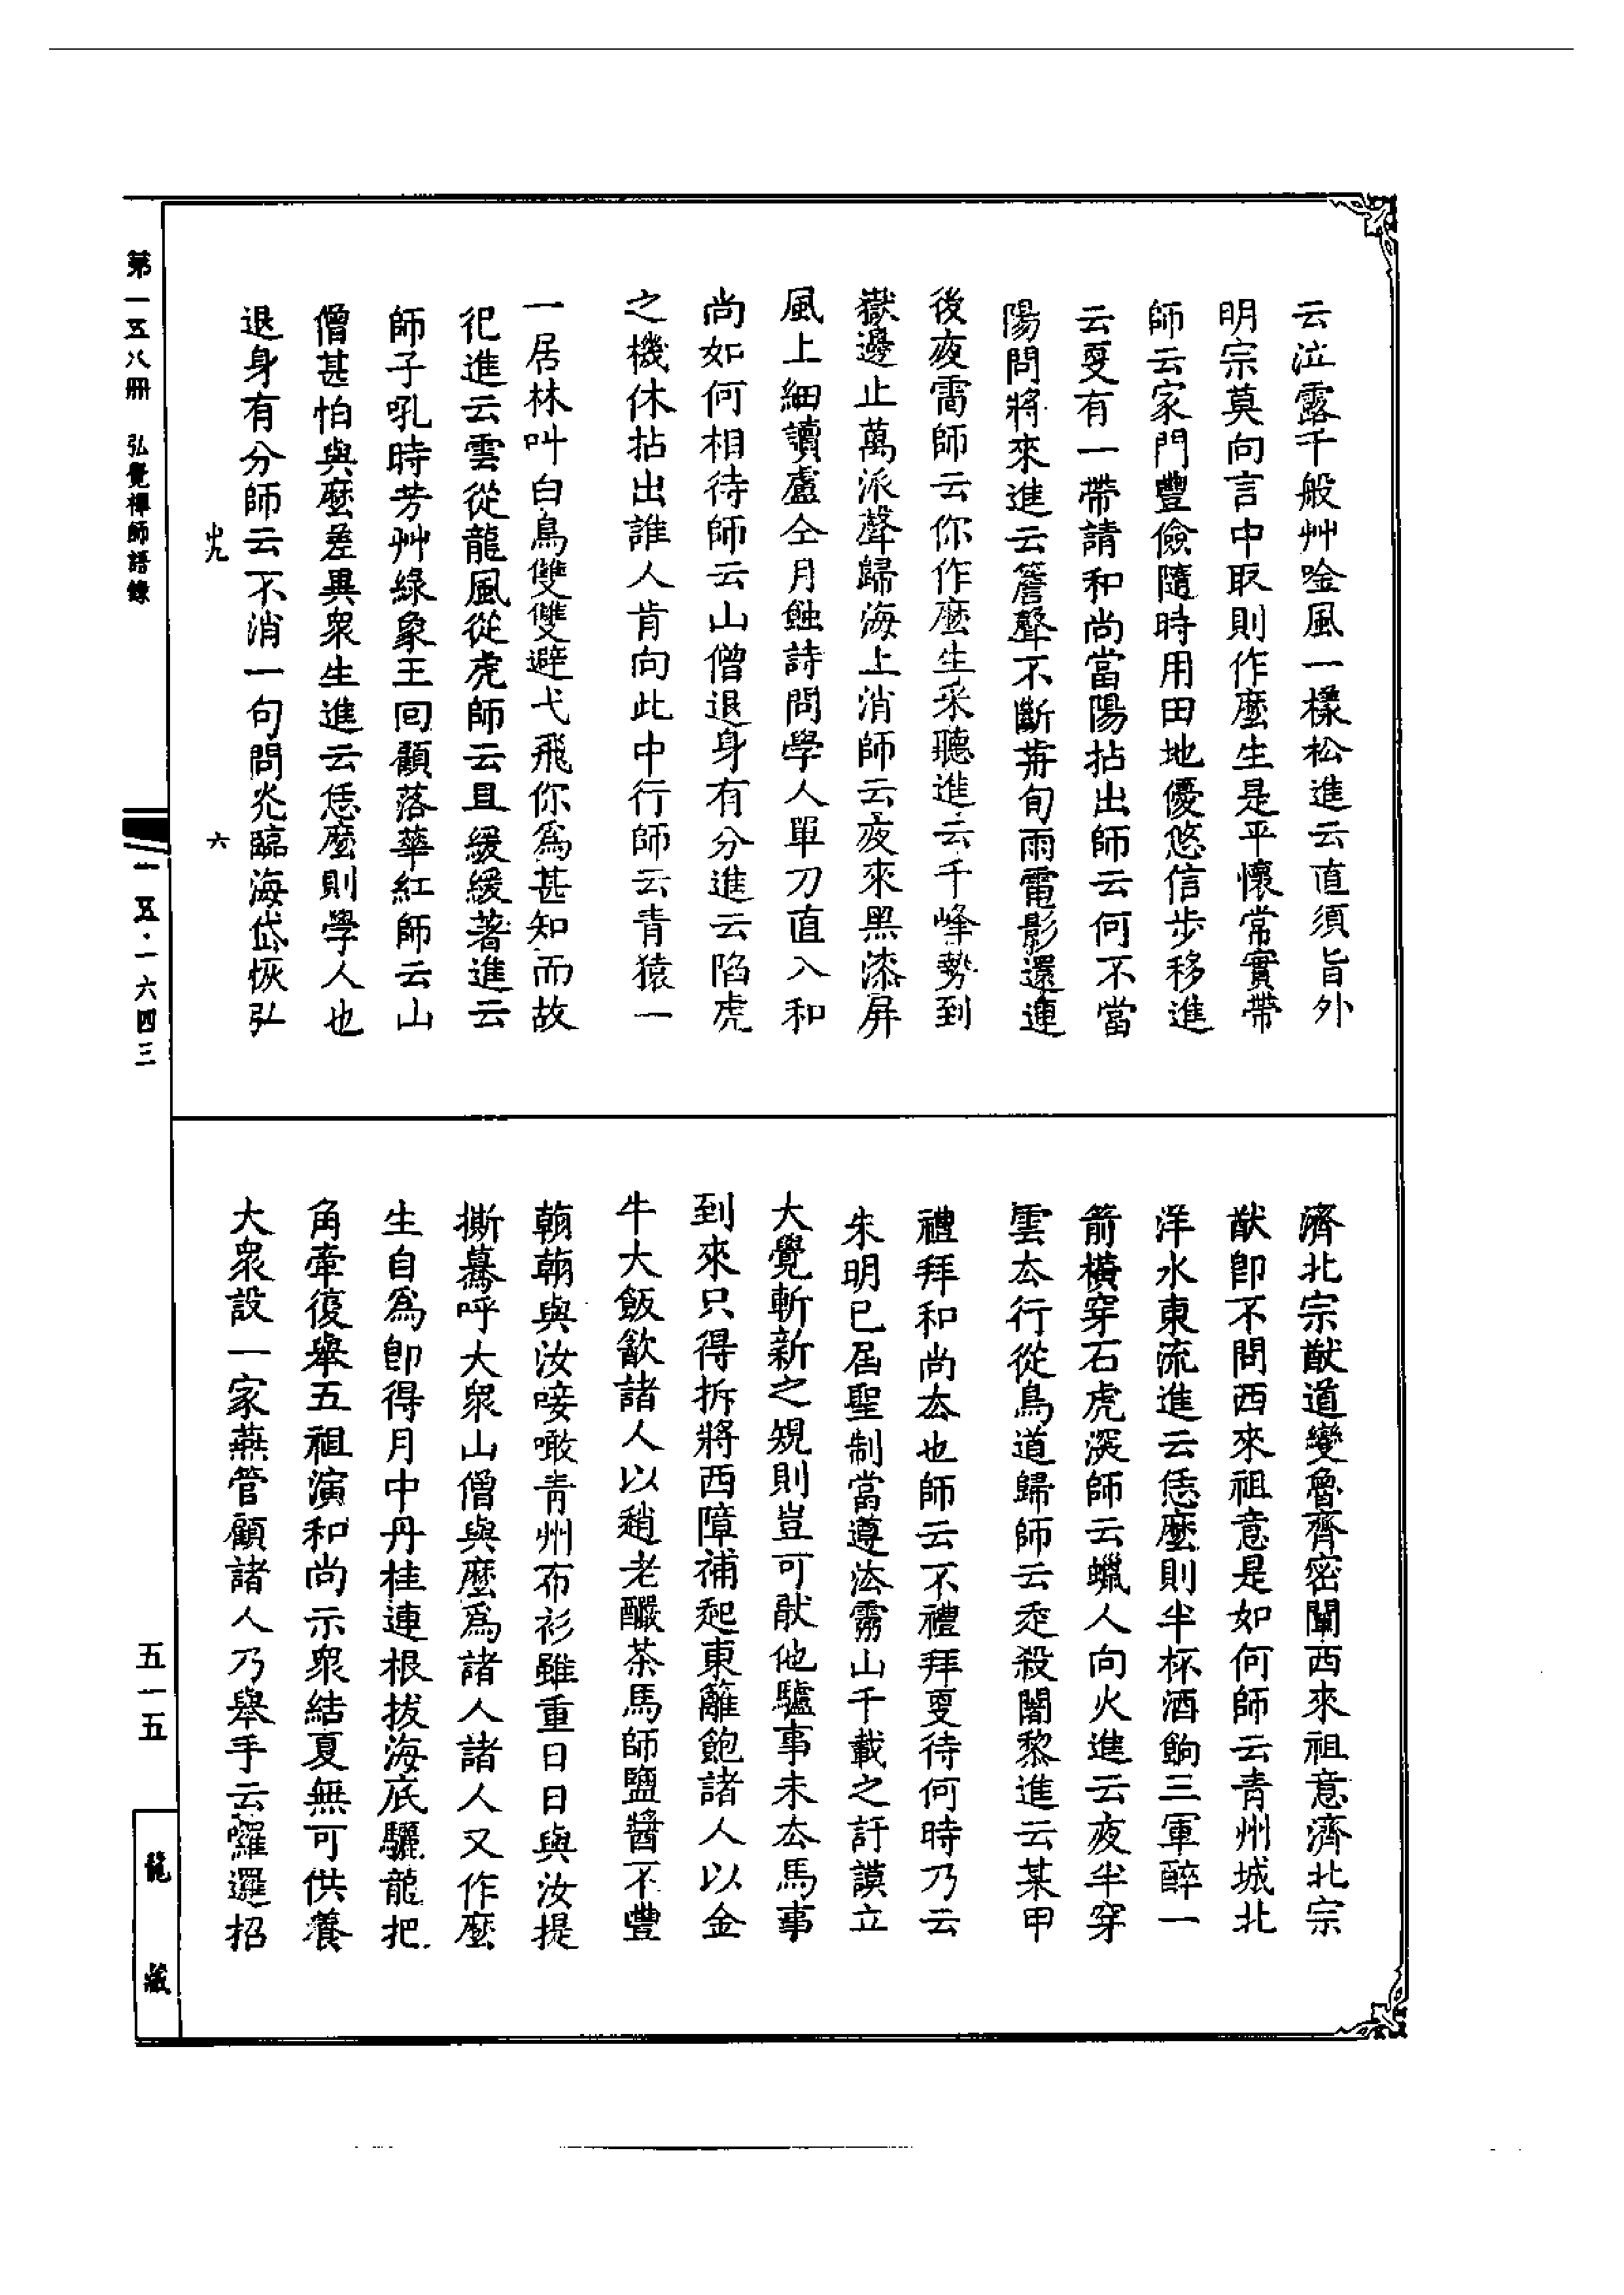 云泣露千般艸唫風一樣松進云直須旨外
明宗莫向言中取則作麼生是平懷常實帶
師云家門豐儉隨時用田地優悠信步移進
云㪅有一帶請和尚當陽拈出師云何不當
陽問將來進云簷聲不斷前旬雨電影還連
後夜雷師云你作麼生采聽進云千峰勢到
嶽邊止萬派聲歸海上消師云夜來黑漆屏
風上細讀盧仝月蝕詩問學人單刀直入和
尚如何相待師云山僧退身有分進云陷虎
之機休拈出誰人肯向此中行師云青猿一
一居林叫白鳥雙雙避弋飛你為甚知而故
犯進云雲從龍風從虎師云且緩緩著進云
師子吼時芳艸綠象王回顧落華紅師云山
僧甚怕與麼差異眾生進云恁麼則學人也
退身有分師云不消一句問光臨海岱恢弘
濟北宗猷道變魯齊密闡西來祖意濟北宗
猷卽不問西來祖意是如何師云青州城北
洋水東流進云恁麼則半杯酒餉三軍醉一
箭橫穿石虎深師云蠟人向火進云夜半穿
雲去行從鳥道歸師云走殺闍黎進云某甲
禮拜和尚去也師云不禮拜㪅待何時乃云
朱明已屆聖制當遵法霱山千載之訏謨立
大覺斬新之規則豈可猒他驢事未去馬事
到來只得拆將西障補起東籬飽諸人以金
牛大飯飲諸人以趙老釅茶馬師鹽醬不豐
翰翰與汝唼噉青州布衫雖重日日與汝提
撕驀呼大眾山僧與麼為諸人諸人又作麼
生自為卽得月中丹桂連根拔海底驪龍把
角牽復舉五祖演和尚示眾結夏無可供養
大眾設一家燕管顧諸人乃舉手云囉邏招
第一五八冊 弘覺禪師語錄
六
一五·一六四三
五一五
龍藏